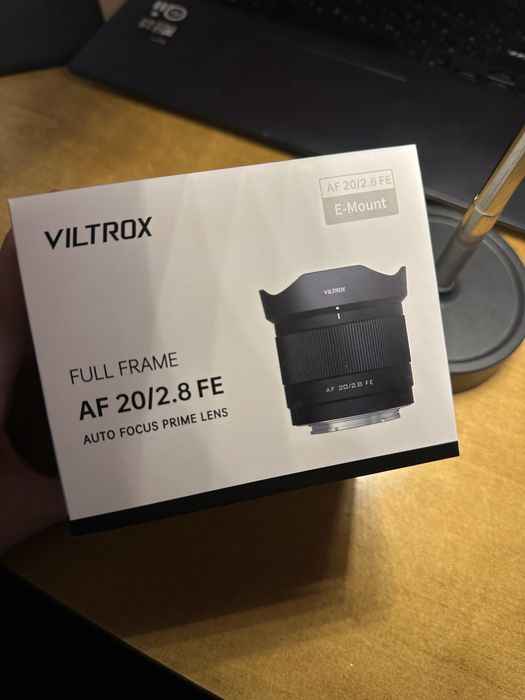 VILTROX
AF 20/2.8 FE
E-Mount
VILTROX
AF 20/2.8 FE
FULL FRAME
AF 20/2.8 FE
AUTO FOCUS PRIME LENS